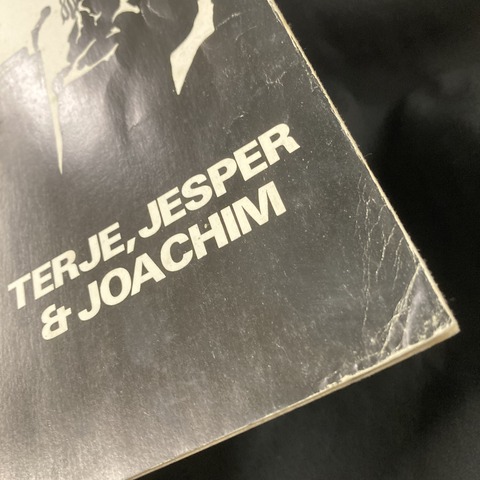 TERJE, JESPER
& JOACHIM